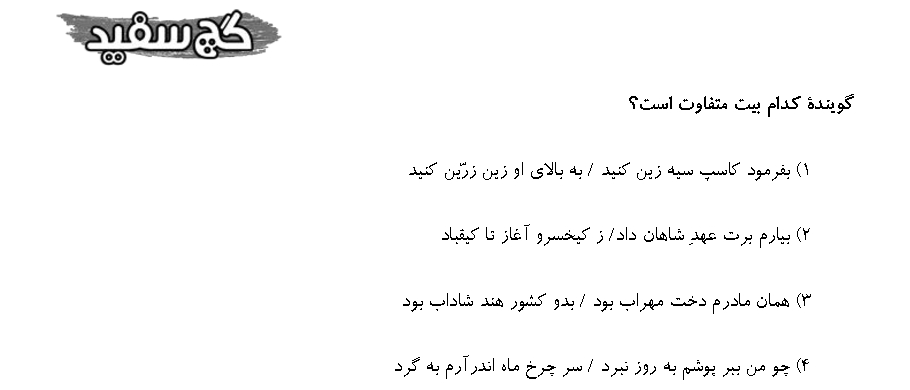 گچ سفید
گویندهٔ کدام بیت متفاوت است؟
۱) بفرمود کاسپ سیه زین کنید / به بالای او زین زرّین کنید
۲) بیارم برت عهدِ شاهان داد/ ز کیخسرو آغاز تا کیقباد
۳) همان مادرم دخت مهراب بود / بدو کشور هند شاداب بود
۴) چو من ببر پوشم به روز نبرد / سر چرخ ماه اندرآرم به گرد